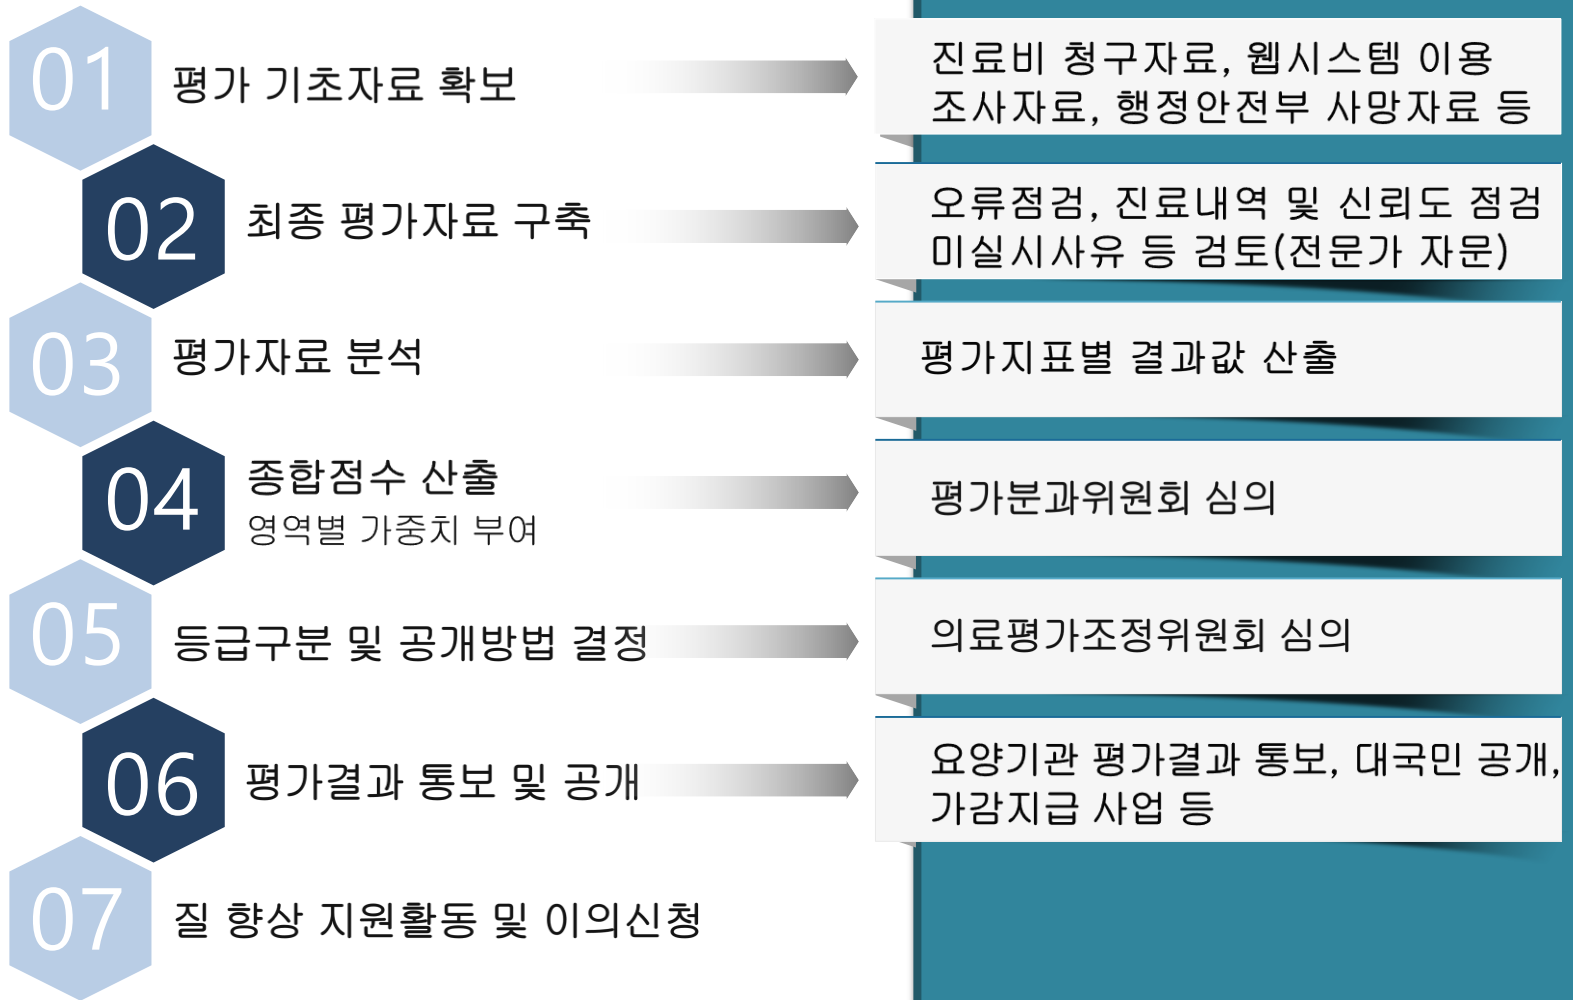 01
평가 기초자료 확보
진료비 청구자료, 웹시스템 이용
조사자료, 행정안전부 사망자료 등
02
최종 평가자료 구축
오류점검, 진료내역 및 신뢰도 점검
미실시사유 등 검토(전문가 자문)
03
평가자료 분석
평가지표별 결과값 산출
04
종합점수 산출
영역별 가중치 부여
평가분과위원회 심의
05
등급구분 및 공개방법 결정
의료평가조정위원회 심의
06
평가결과 통보 및 공개
요양기관 평가결과 통보, 대국민 공개,
가감지급 사업 등
07
질 향상 지원활동 및 이의신청